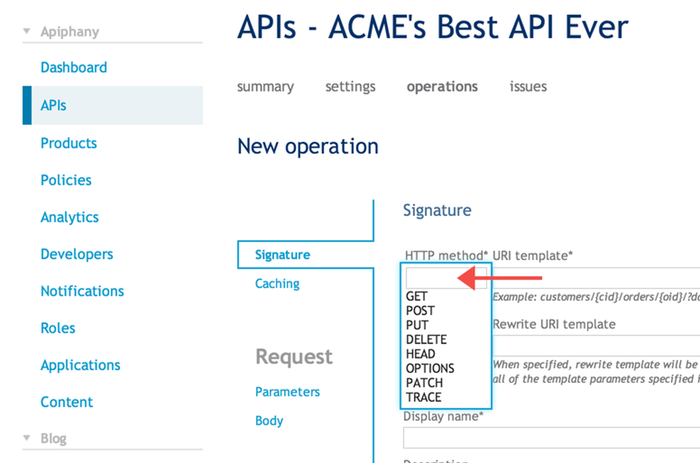 Apiphany
Dashboard
APIs
Products
Policies
Analytics
Developers
Notifications
Roles
Applications
Content
Blog
APIs - ACME's Best API Ever
summary settings operations issues
New operation
Signature
Caching
Request
Parameters
Body
Signature
HTTP method* URI template*
GET
POST
PUT
DELETE
HEAD
OPTIONS
PATCH
TRACE
Example: customers/{cid}/orders/{oid}/?da
Rewrite URI template
When specified, rewrite template will be
all of the template parameters specified i
Display name*
Description